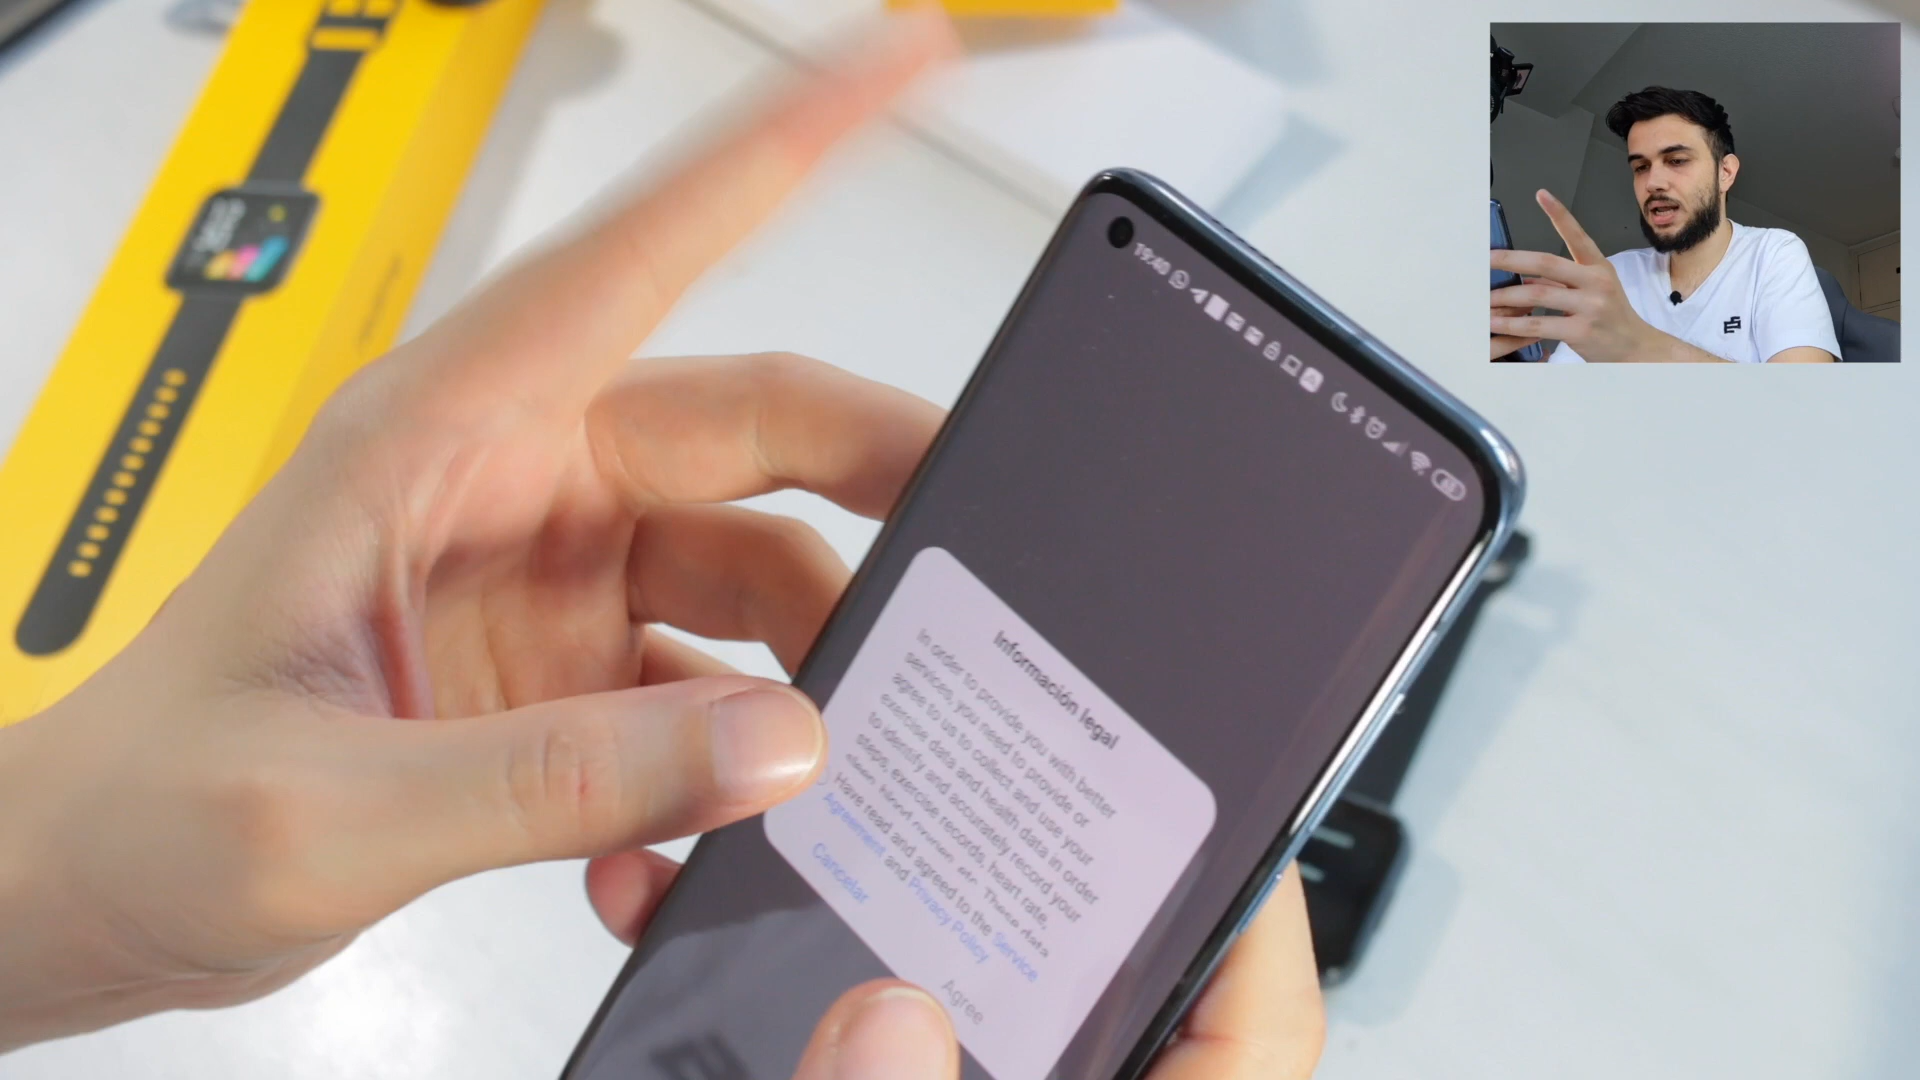 19:40
Información legal
In order to provide you with better
services, you need to provide or
agree to us to collect and use your
exercise data and health data in order
to identify and accurately record your
steps, exercise records, heart rate,
These data
Have read and agreed to the Service
Agreement and Privacy Policy
Cancelar
Agree